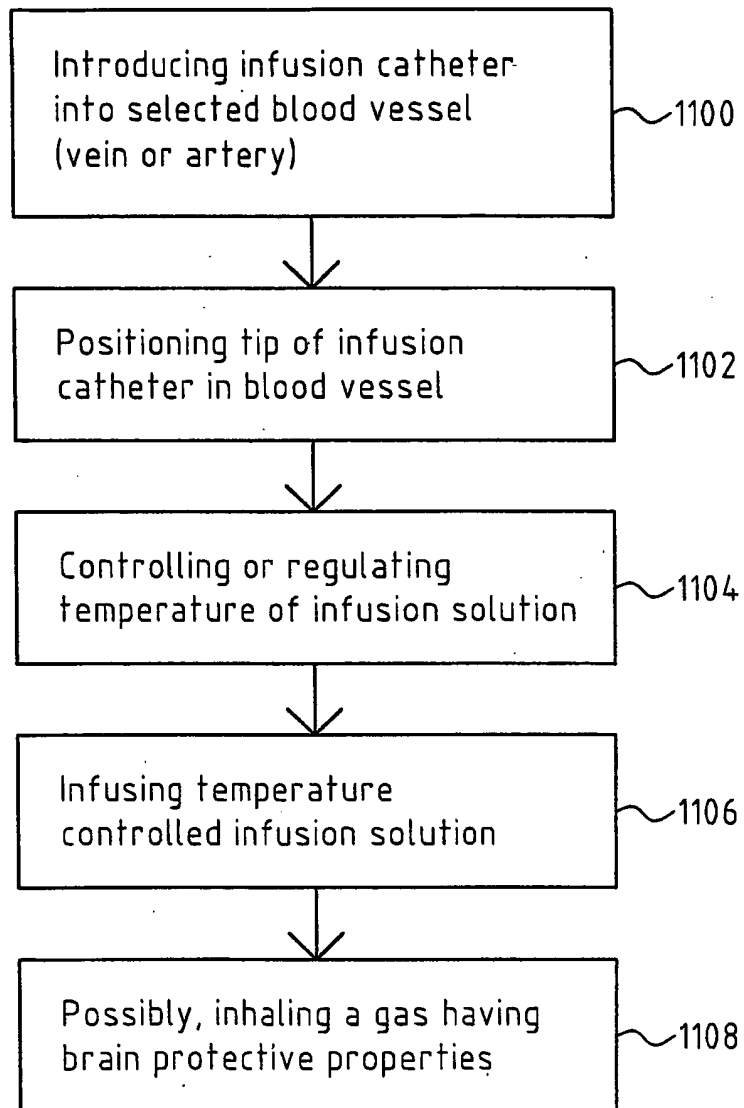 Introducing infusion catheter
into selected blood vessel
(vein or artery)
1100
Positioning tip of infusion
catheter in blood vessel
1102
Controlling or regulating
temperature of infusion solution
1104
Infusing temperature
controlled infusion solution
1106
Possibly, inhaling a gas having
brain protective properties
1108